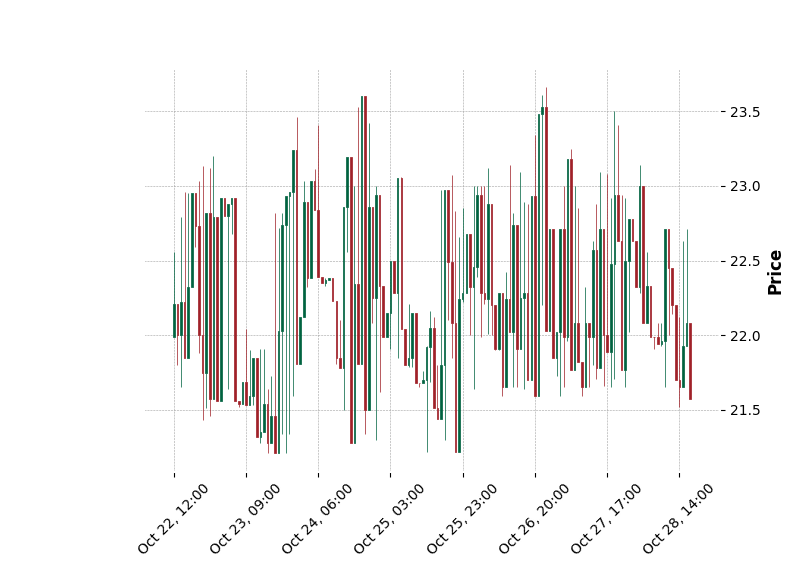 23.5
23.0
22.5
22.0
21.5
Price
Oct 22, 12:00
Oct 23, 09:00
Oct 24, 06:00
Oct 25, 03:00
Oct 25, 23:00
Oct 26, 20:00
Oct 27, 17:00
Oct 28, 14:00